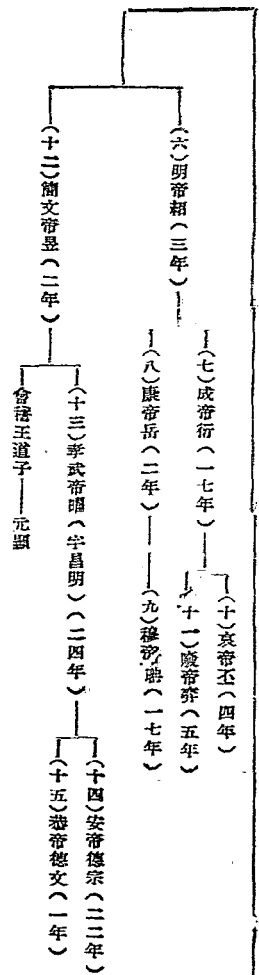 (六)明帝紹(三年)
(七)成帝衍(一七年)
(十)哀帝丕(四年)
(十一)廢帝弈(五年)
(八)康帝岳(二年)
(九)穆帝聃(一七年)
(十二)簡文帝昱(二年)
(十三)孝武帝曜(字昌明)(二四年)
(十四)安帝德宗(二二年)
(十五)恭帝德文(一年)
會稽王道子
元顯